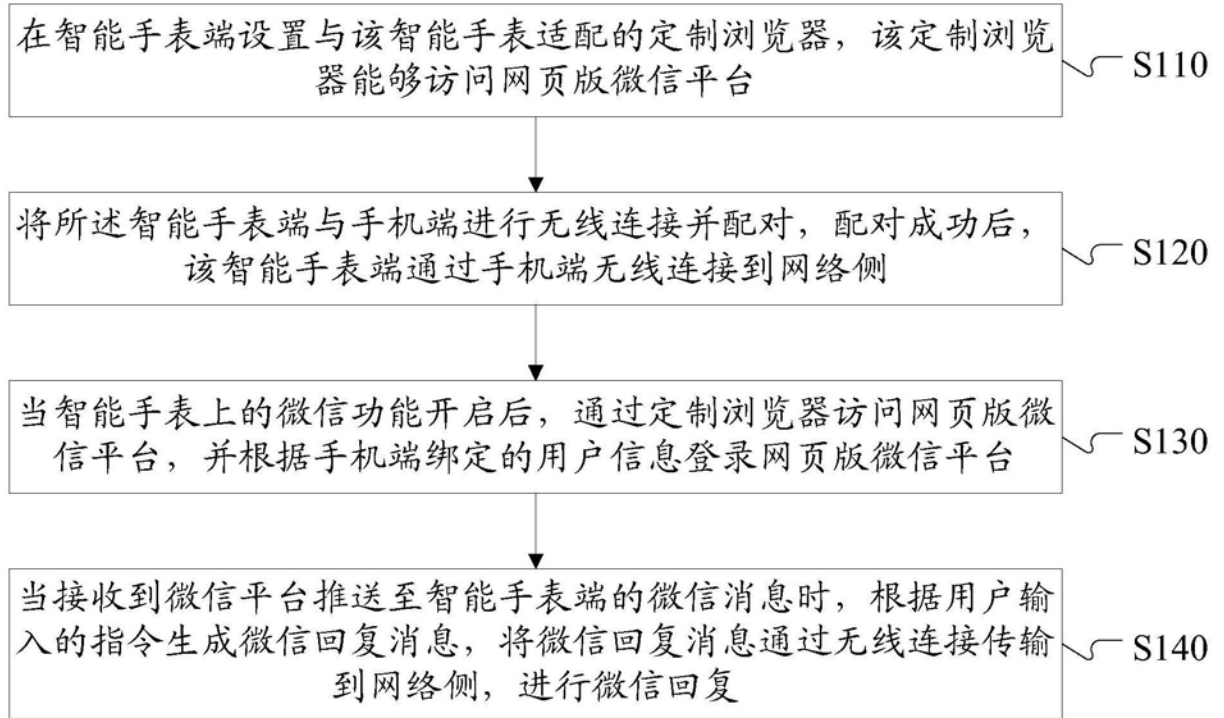 在智能手表端设置与该智能手表适配的定制浏览器，该定制浏览
器能够访问网页版微信平台
S110
将所述智能手表端与手机端进行无线连接并配对，配对成功后，
该智能手表端通过手机端无线连接到网络侧
S120
当智能手表上的微信功能开启后，通过定制浏览器访问网页版微
信平台，并根据手机端绑定的用户信息登录网页版微信平台
S130
当接收到微信平台推送至智能手表端的微信消息时，根据用户输
入的指令生成微信回复消息，将微信回复消息通过无线连接传输
到网络侧，进行微信回复
S140